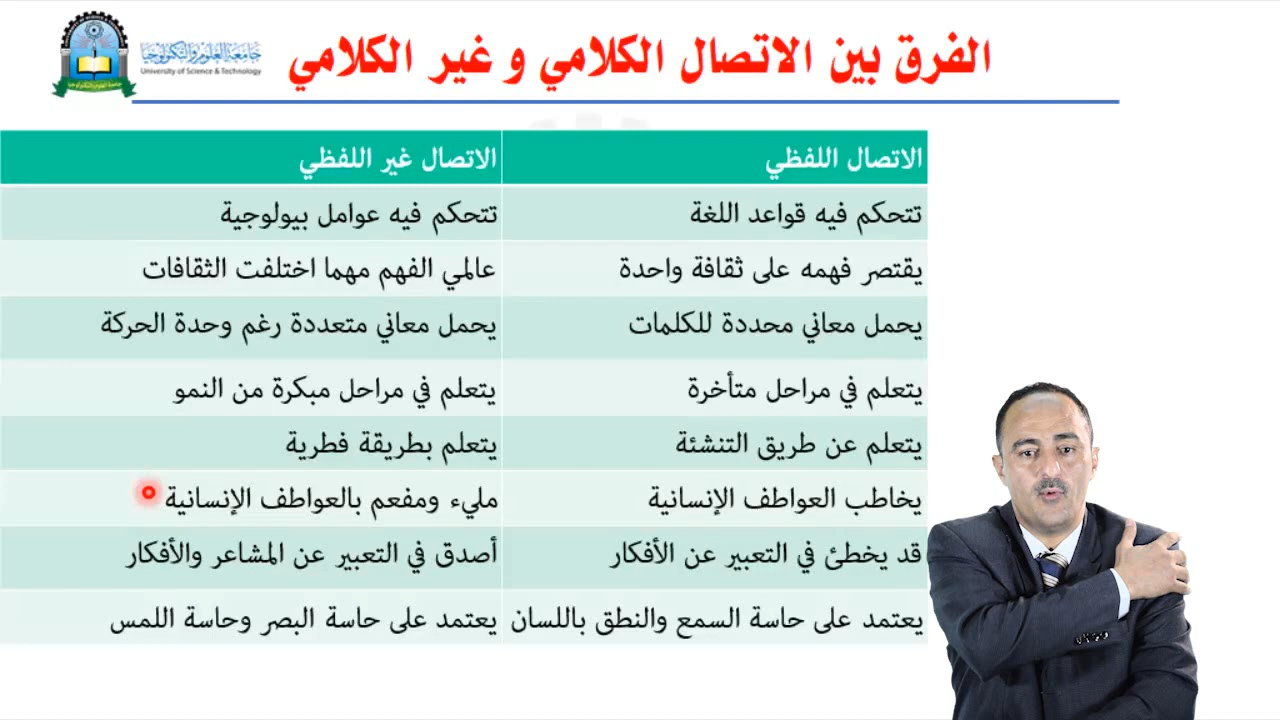 جامعة العلوم والتكنولوجيا
University of Science & Technology
الفرق بين الاتصال الكلامي و غير الكلامي
الاتصال اللفظي	الاتصال غير اللفظي
تتحكم فيه قواعد اللغة	تتحكم فيه عوامل بيولوجية
يقتصر فهمه على ثقافة واحدة	عالمي الفهم مهما اختلفت الثقافات
يحمل معاني محددة للكلمات	يحمل معاني متعددة رغم وحدة الحركة
يتعلم في مراحل متأخرة	يتعلم في مراحل مبكرة من النمو
يتعلم عن طريق التنشئة	يتعلم بطريقة فطرية
يخاطب العواطف الإنسانية	مليء ومفعم بالعواطف الإنسانية
قد يخطئ في التعبير عن الأفكار	أصدق في التعبير عن المشاعر والأفكار
يعتمد على حاسة السمع والنطق باللسان	يعتمد على حاسة البصر وحاسة اللمس